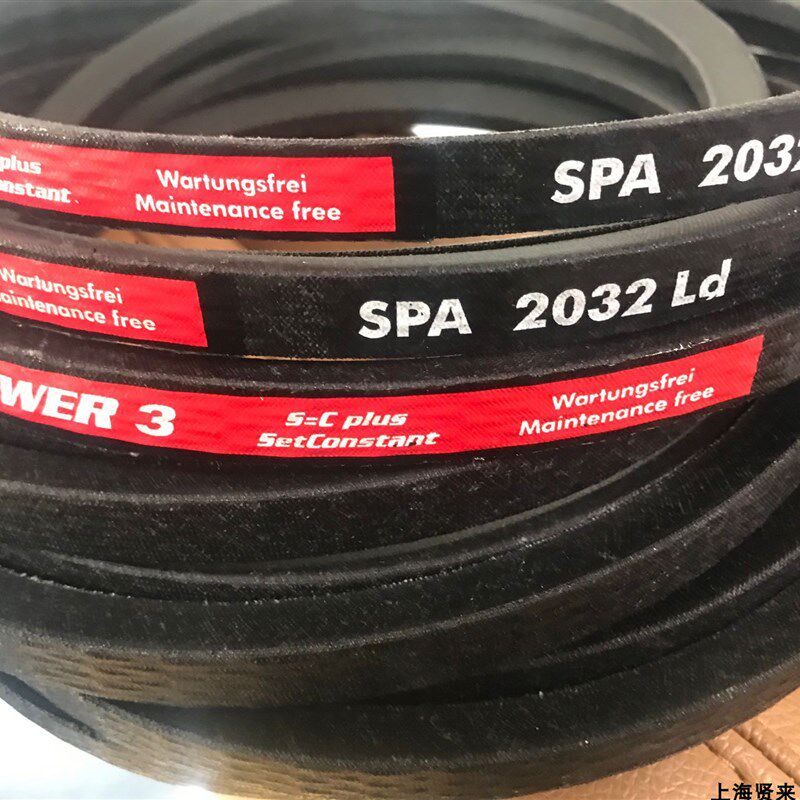 plus
nstant
Wartungsfrei
Maintenance free
SPA 2032
Wartungsfrei
aintenance free
SPA 2032 Ld
WER 3
S=C plus
SetConstant
Wartungsfrei
Maintenance free
上海贤来